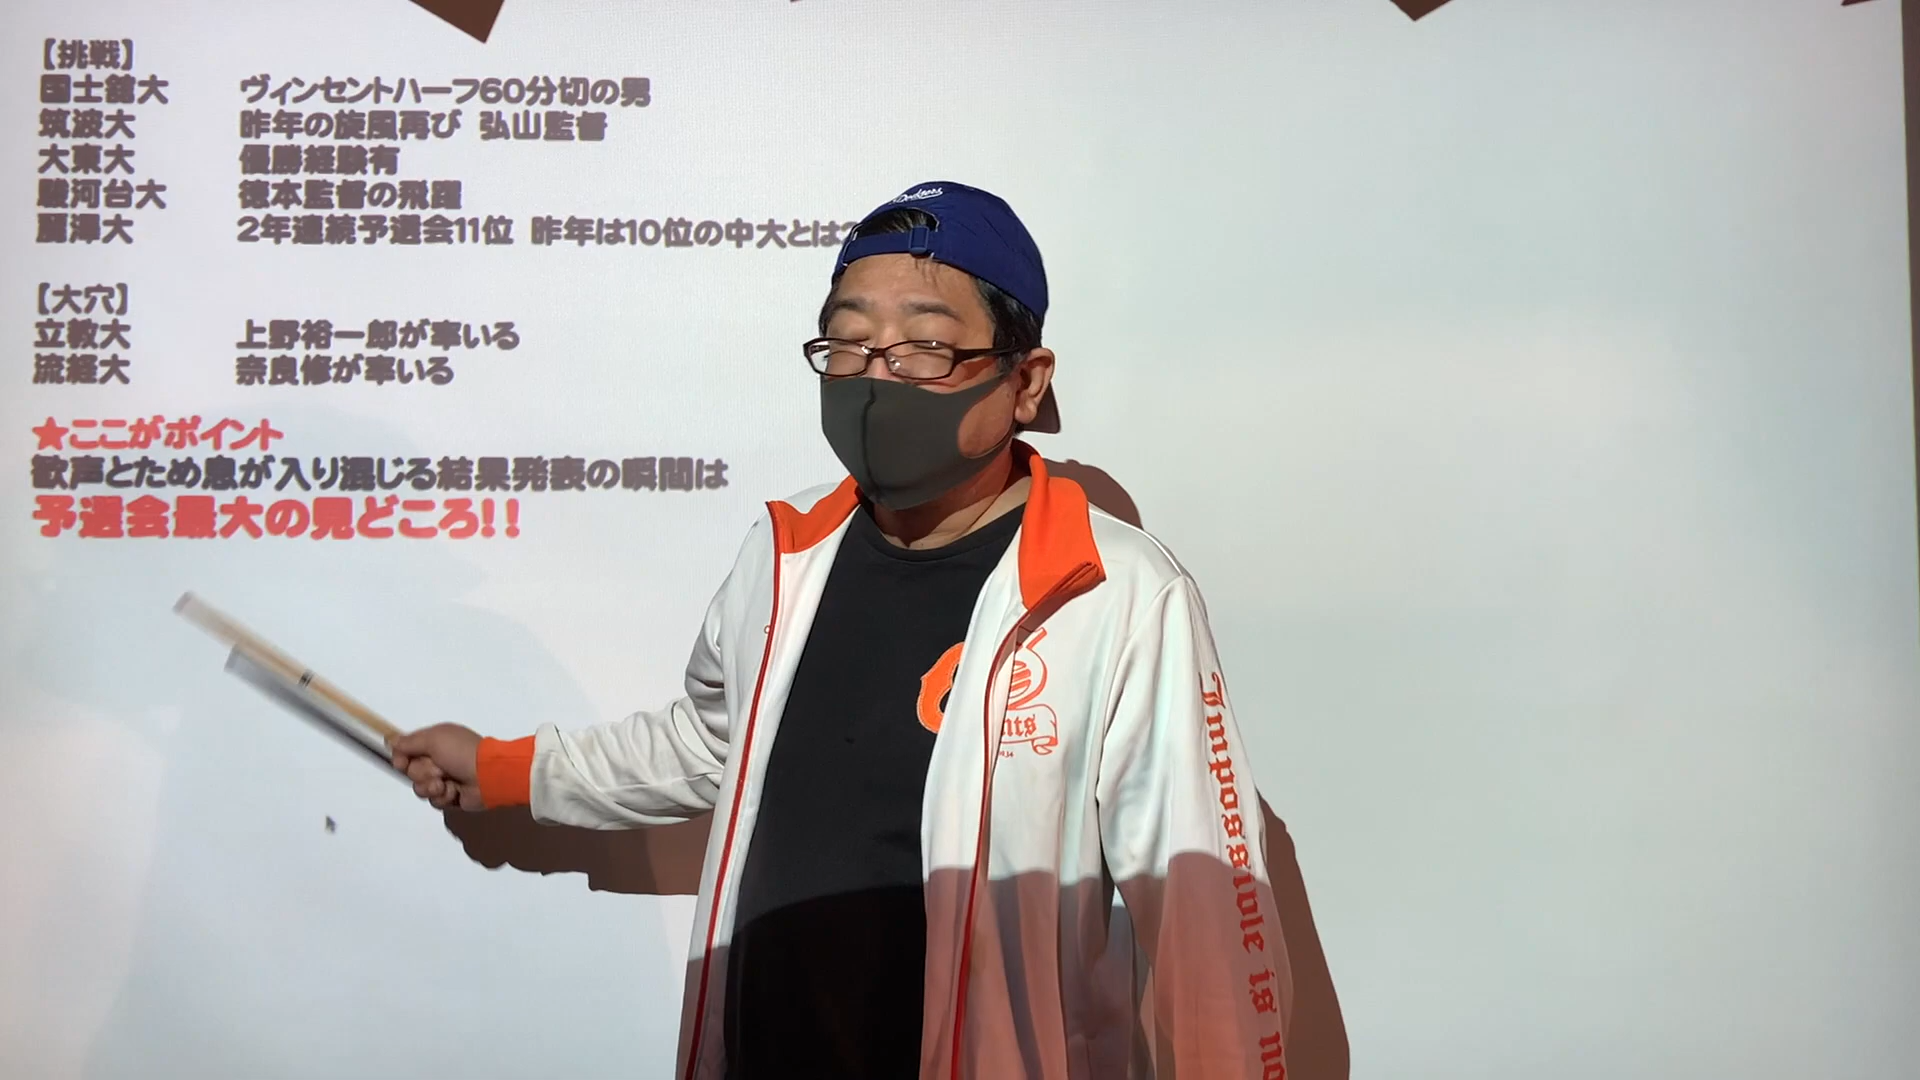 【挑戦】
国士舘大 ヴィンセントハーフ60分切の男
筑波大 昨年の旋風再び 弘山監督
大東大 優勝経験有
駿河台大 徳本監督の飛躍
麗澤大 2年連続予選会11位 昨年は10位の中大とは
【大穴】
立教大 上野裕一郎が率いる
流経大 奈良修が率いる
★ここがポイント
歓声とため息が入り混じる結果発表の瞬間は
予選会最大の見どころ!!
Dodgers
nts
Impossible is no